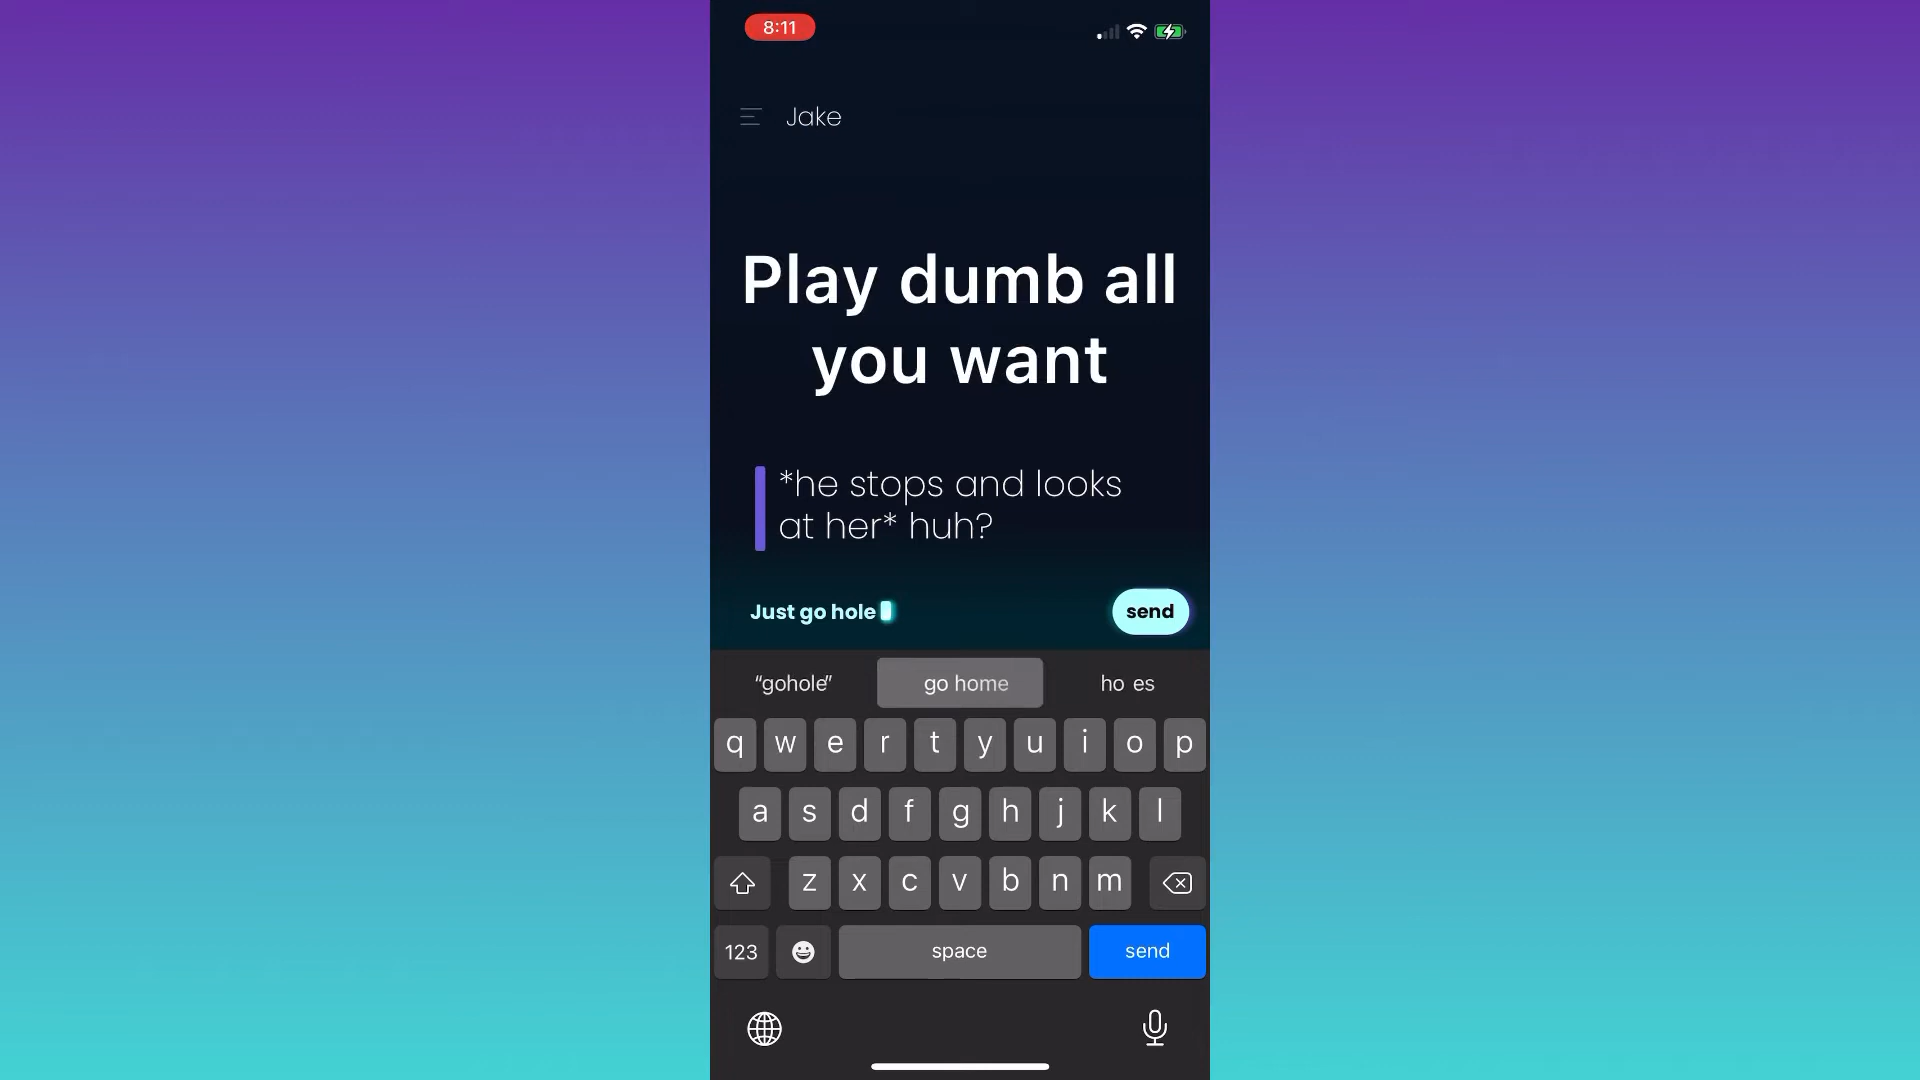 8:11
Jake
Play dumb all
you want
*he stops and looks
at her* huh?
Just go hole
send
“gohole” go home ho es
q w e r t y u i o p
a s d f g h j k l
z x c v b n m
123 space send